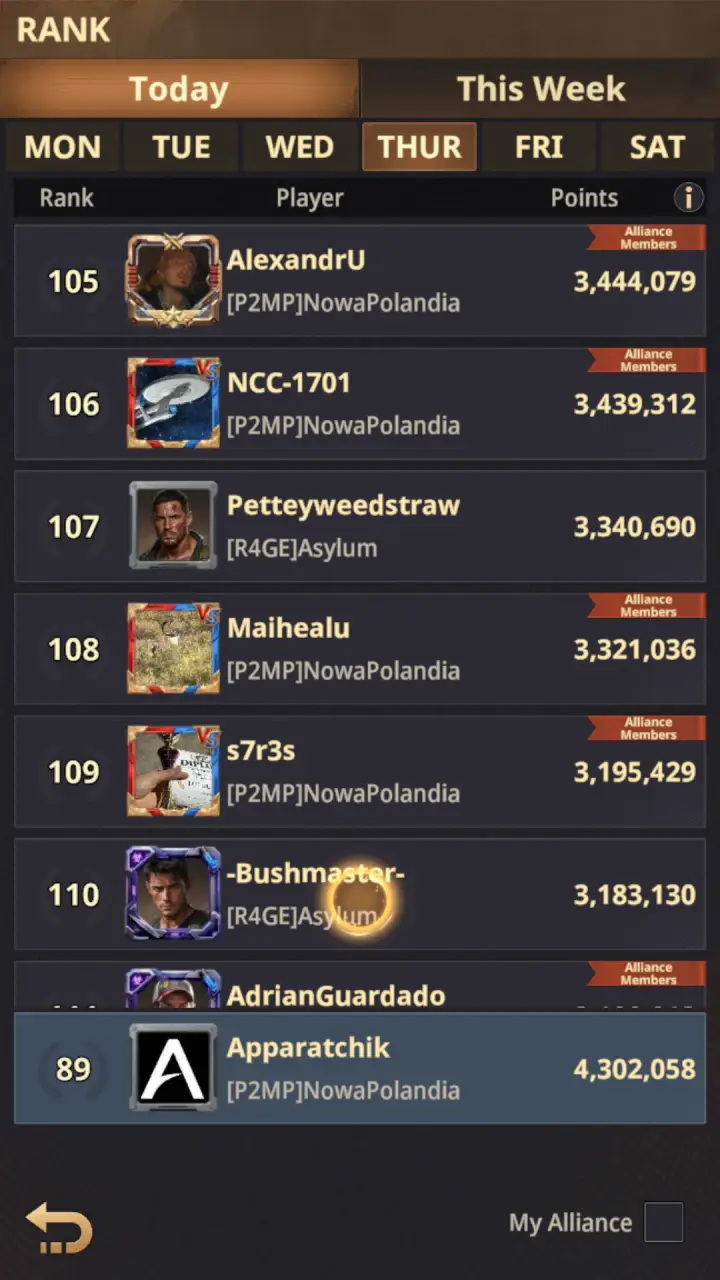 RANK
Today
This Week
MON
TUE
WED
THUR
FRI
SAT
Rank
Player
Points
Alliance
Members
105
AlexandrU
[P2MP]NowaPolandia
3,444,079
Alliance
Members
106
VS
NCC-1701
[P2MP]NowaPolandia
3,439,312
107
Petteyweedstraw
[R4GE]Asylum
3,340,690
Alliance
Members
108
VS
Maihealu
[P2MP]NowaPolandia
3,321,036
Alliance
Members
109
VS
s7r3s
[P2MP]NowaPolandia
3,195,429
110
-Bushmaster-
[R4GE]Asylum
3,183,130
Alliance
Members
AdrianGuardado
89
Apparatchik
[P2MP]NowaPolandia
4,302,058
My Alliance